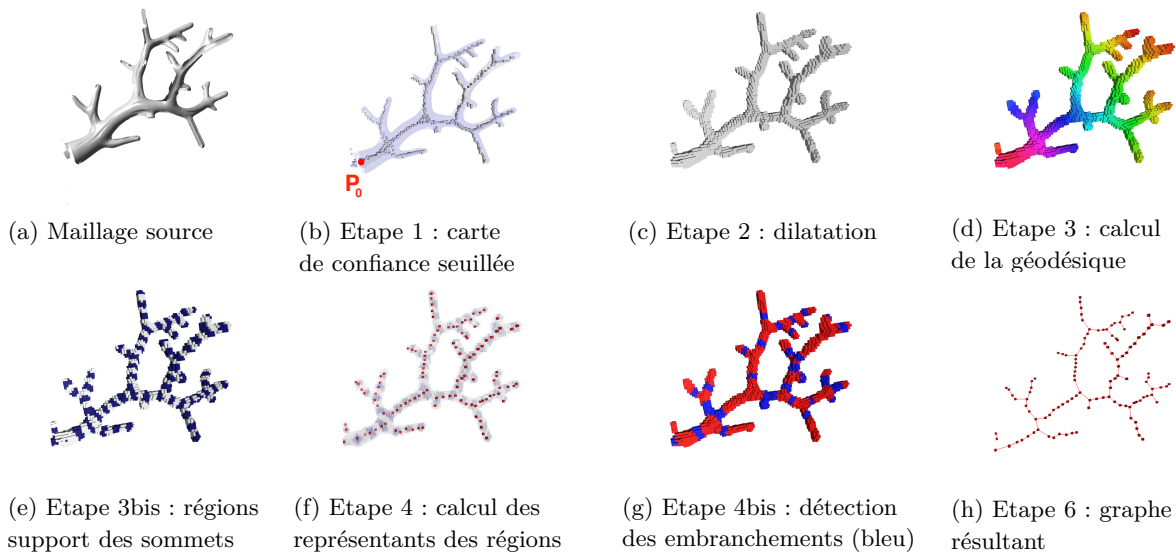 P0
(a) Maillage source
(b) Etape 1 : carte
de confiance seuillée
(c) Etape 2 : dilatation
(d) Etape 3 : calcul
de la géodésique
(e) Etape 3bis : régions
support des sommets
(f) Etape 4 : calcul des
représentants des régions
(g) Etape 4bis : détection
des embranchements (bleu)
(h) Etape 6 : graphe
résultant